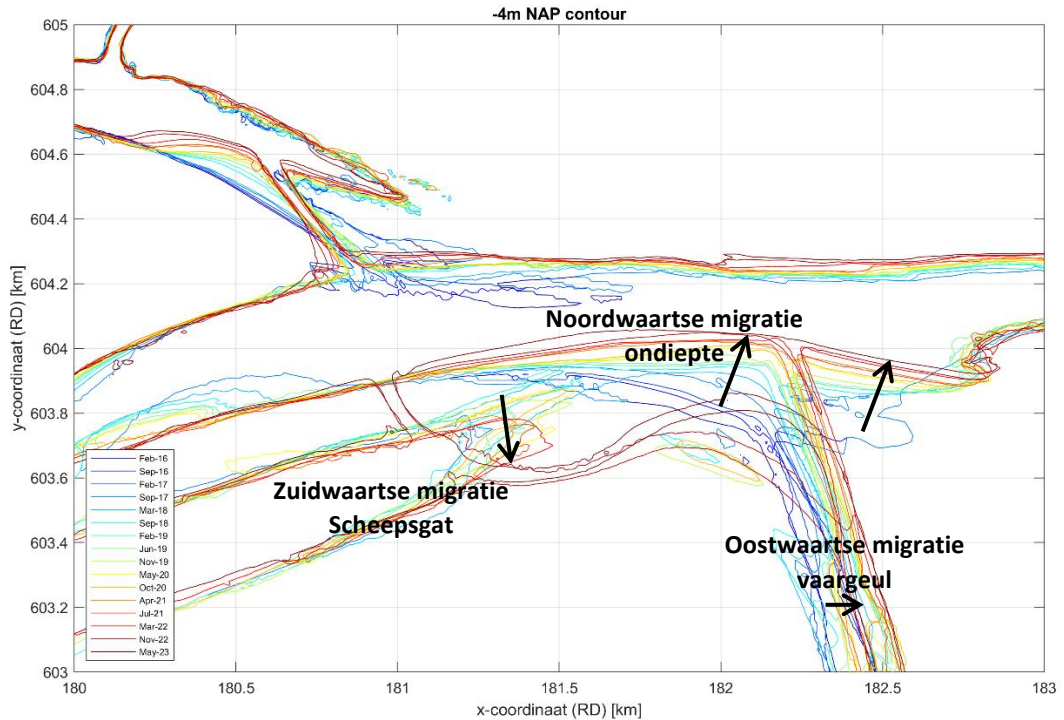 -4m NAP contour
605
604.8
604.6
604.4
604.2
604
603.8
603.6
603.4
603.2
603
y-coordinaat (RD) [km]
Noordwaartse migratie
ondiepte
Zuidwaartse migratie
Scheepsgat
Oostwaartse migratie
vaargeul
Feb-16
Sep-16
Feb-17
Sep-17
Mar-18
Sep-18
Feb-19
Jun-19
Nov-19
May-20
Oct-20
Apr-21
Jul-21
Mar-22
Nov-22
May-23
180
180.5
181
181.5
182
182.5
183
x-coordinaat (RD) [km]